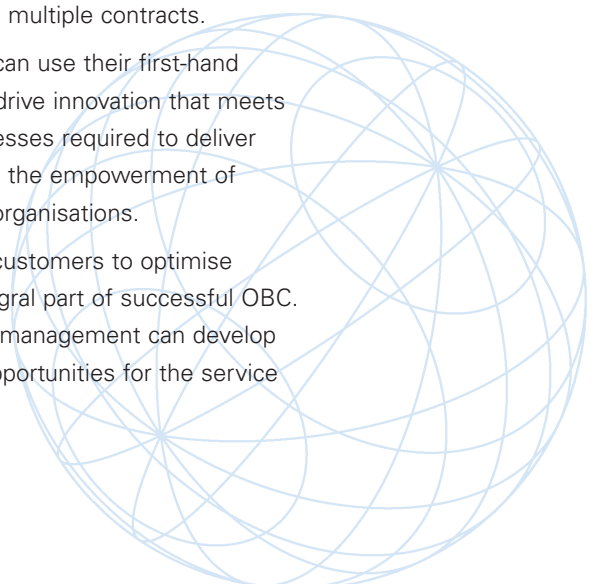 multiple contracts.
can use their first-hand
drive innovation that meets
esses required to deliver
the empowerment of
organisations.
customers to optimise
gral part of successful OBC.
management can develop
pportunities for the service